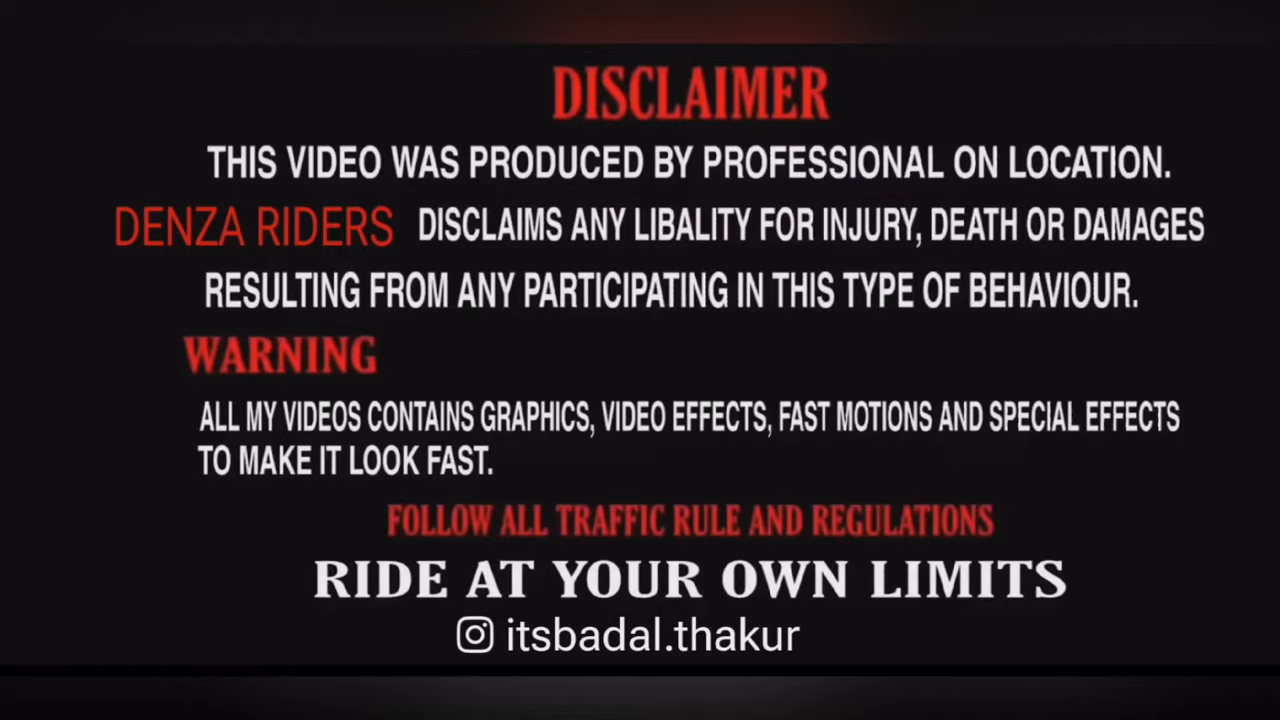 DISCLAIMER
THIS VIDEO WAS PRODUCED BY PROFESSIONAL ON LOCATION.
DENZA RIDERS DISCLAIMS ANY LIBALITY FOR INJURY, DEATH OR DAMAGES
RESULTING FROM ANY PARTICIPATING IN THIS TYPE OF BEHAVIOUR.
WARNING
ALL MY VIDEOS CONTAINS GRAPHICS, VIDEO EFFECTS, FAST MOTIONS AND SPECIAL EFFECTS
TO MAKE IT LOOK FAST.
FOLLOW ALL TRAFFIC RULE AND REGULATIONS
RIDE AT YOUR OWN LIMITS
itsbadal.thakur